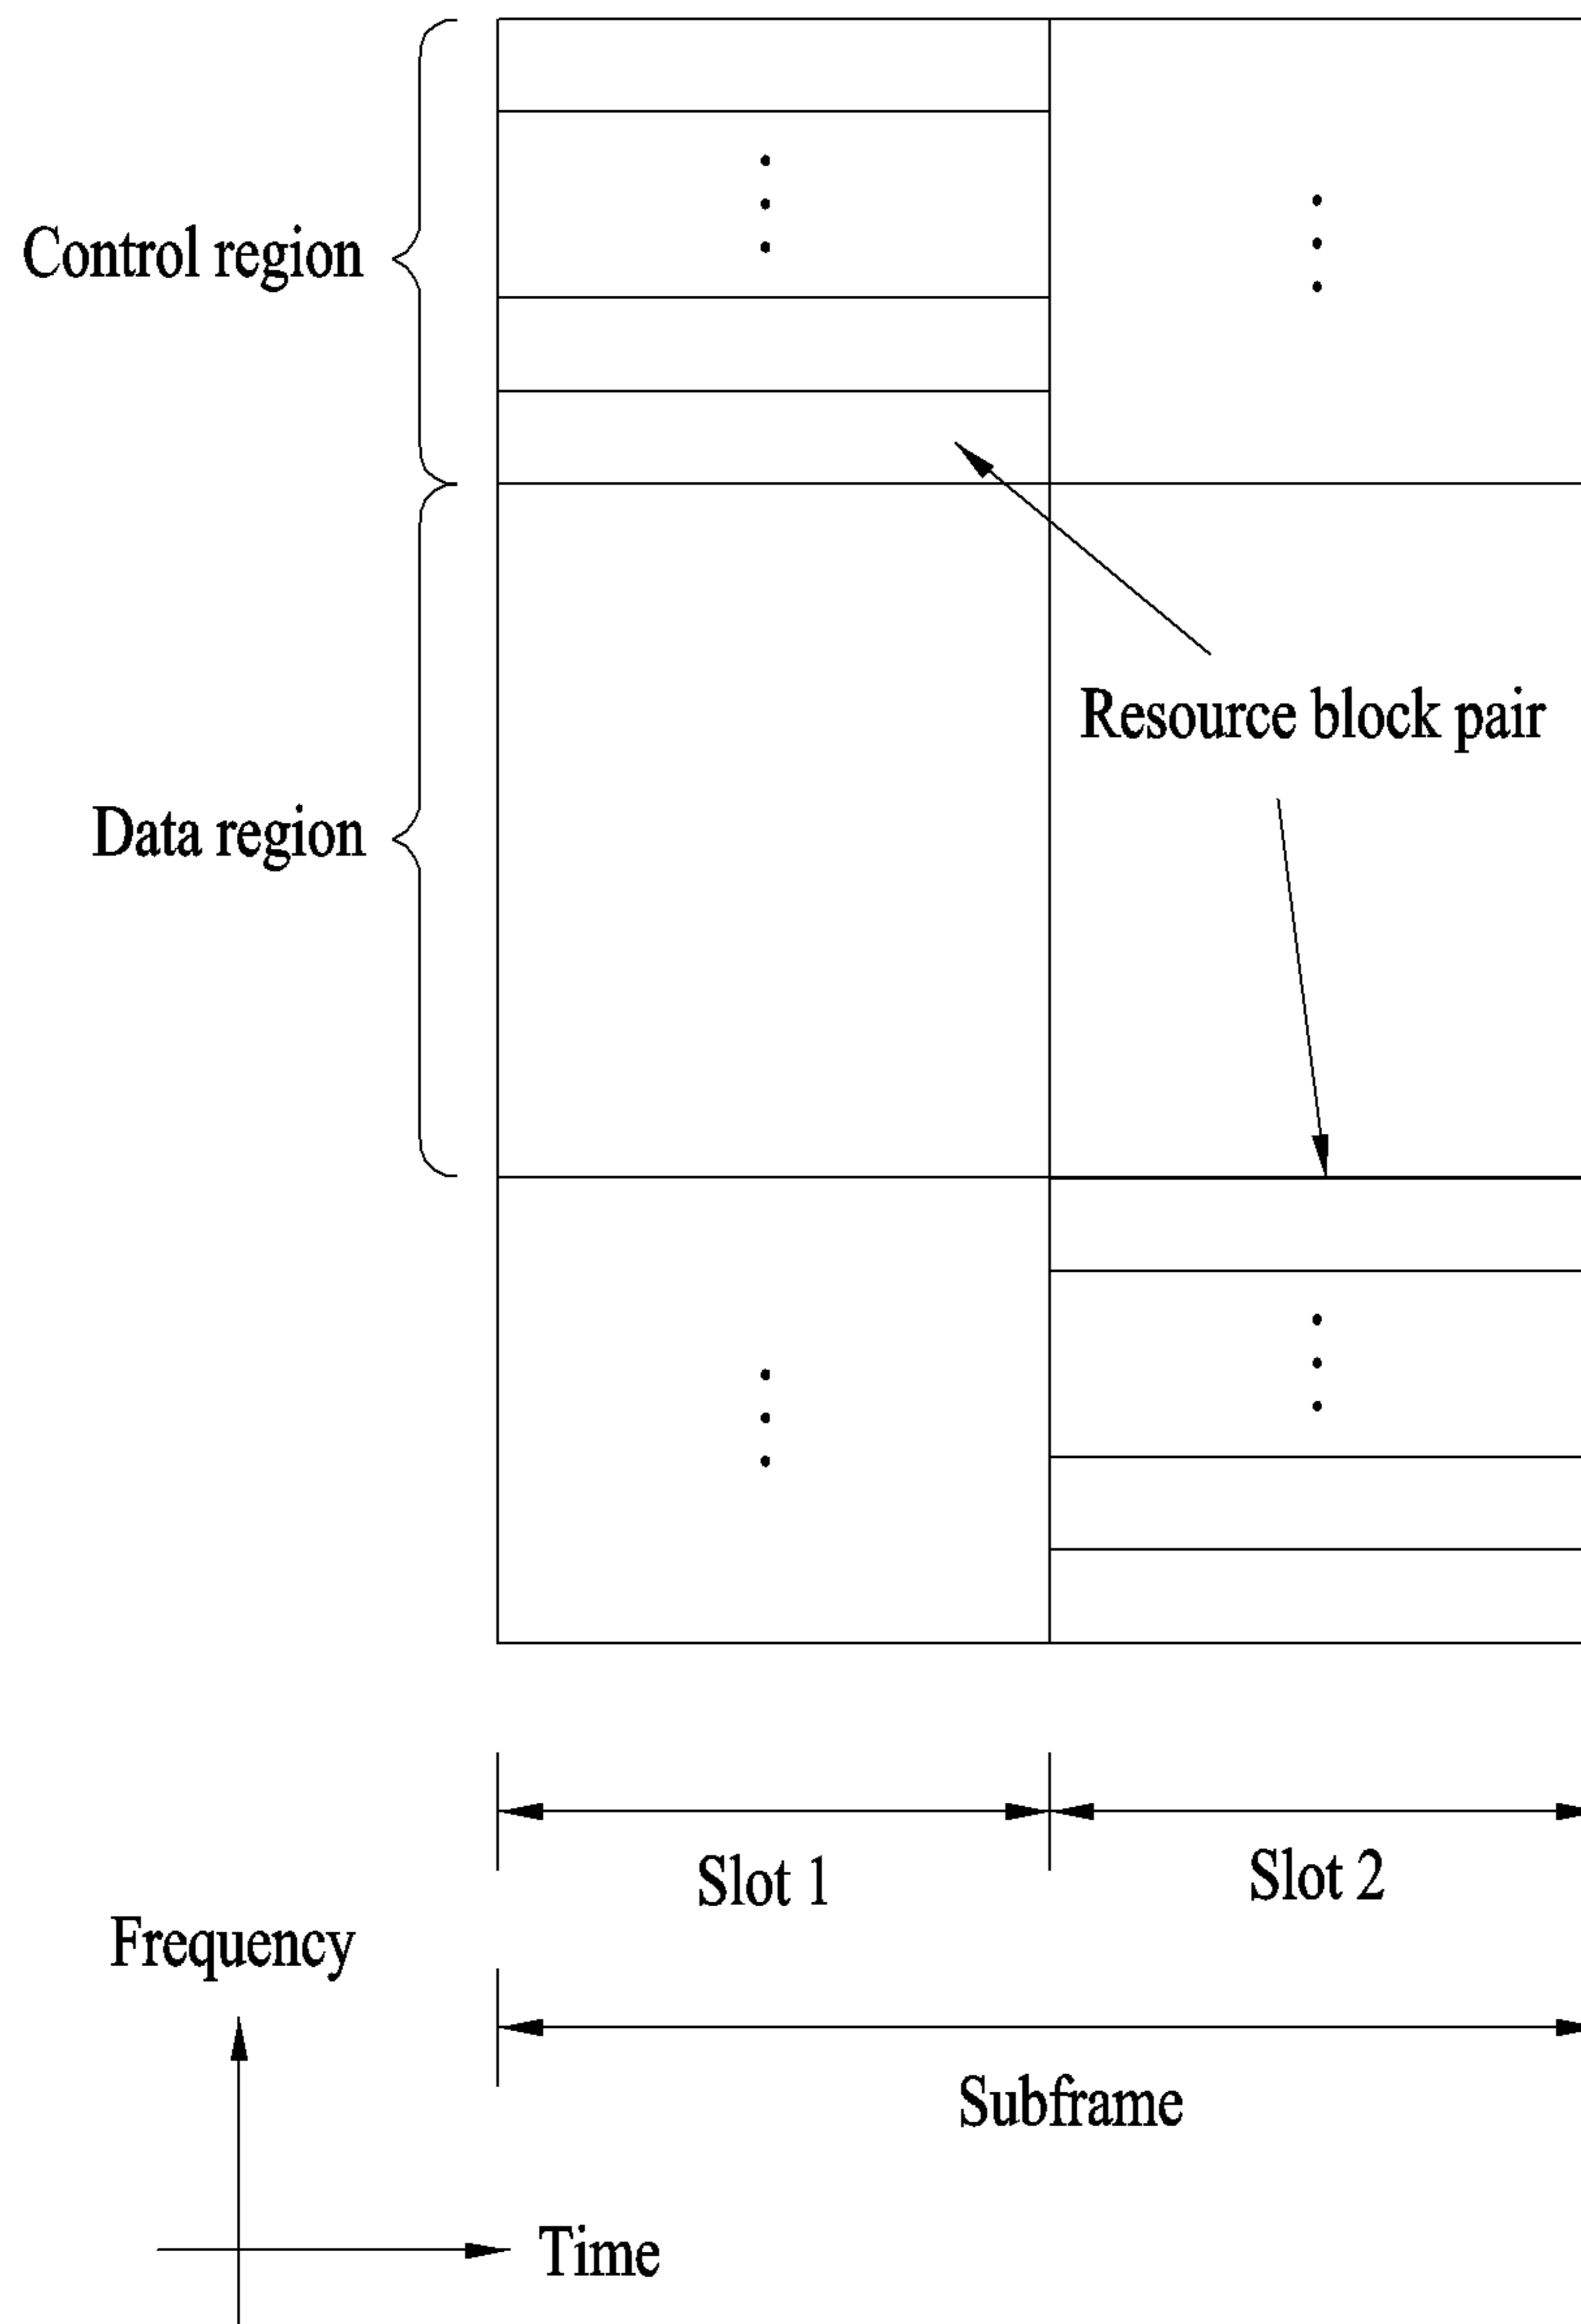 Control region
Resource block pair
Data region
Slot 1
Slot 2
Frequency
Subframe
Time